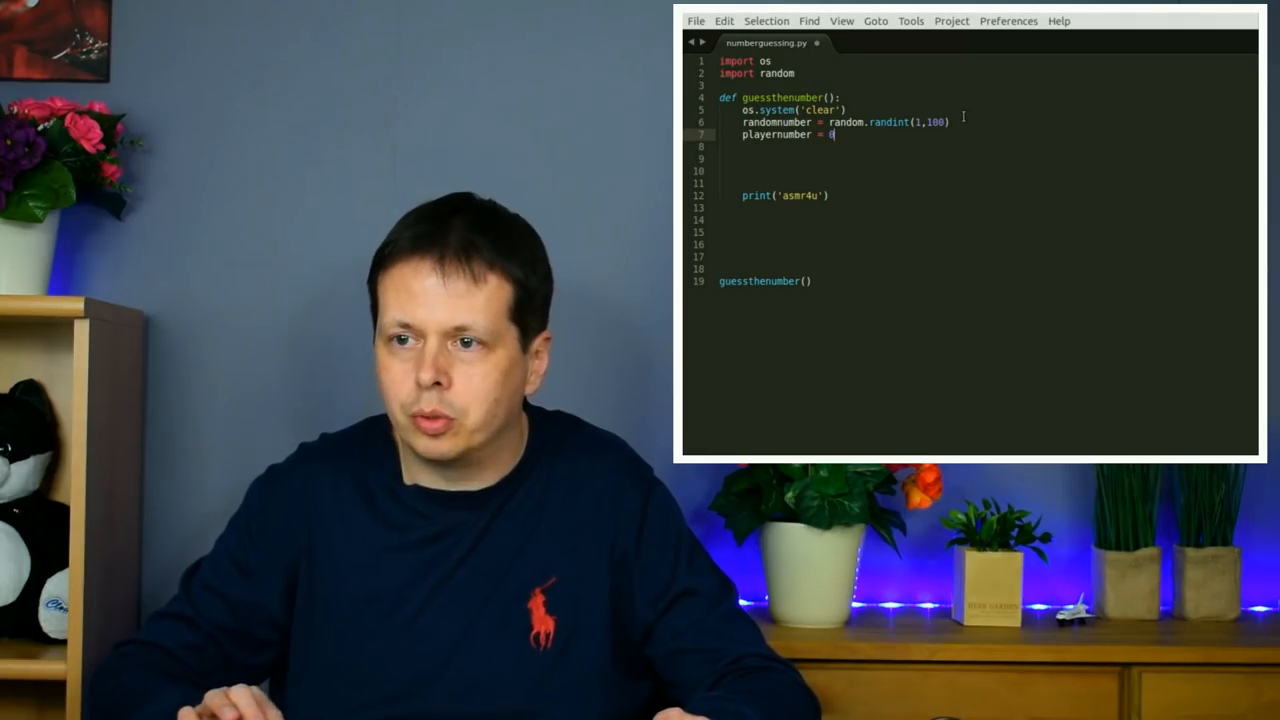 File Edit Selection Find View Goto Tools Project Preferences Help
numberguessing.py
1 import os
2 import random
3
4 def guessthenumber():
5 os.system('clear')
6 randomnumber = random.randint(1,100)
7 playernumber = 0
8
9
10
11
12 print('asmr4u')
13
14
15
16
17
18
19 guessthenumber()
HERB GARDEN